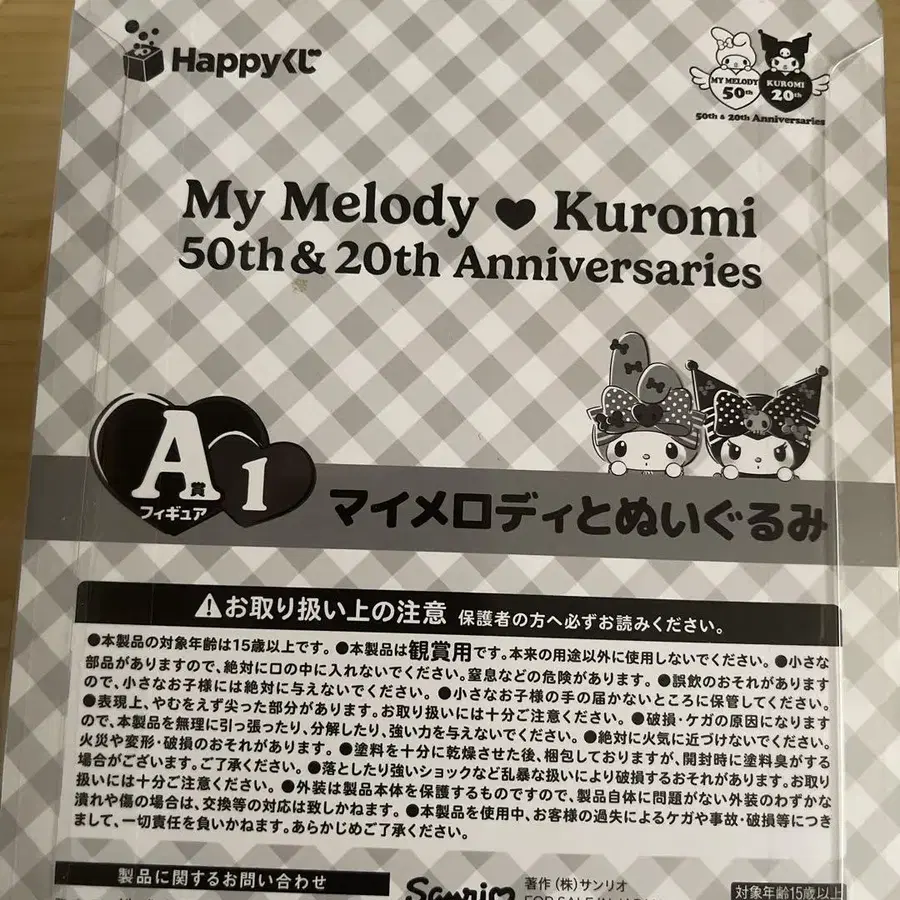 Happyくじ
MY MELODY 50th
KUROMI 20th
50th & 20th Anniversaries
My Melody ♥ Kuromi
50th & 20th Anniversaries
A賞
フィギュア
1
マイメロディとぬいぐるみ
⚠お取り扱い上の注意 保護者の方へ必ずお読みください。
●本製品の対象年齢は15歳以上です。●本製品は観賞用です。本来の用途以外に使用しないでください。●小さな
部品がありますので、絶対に口の中に入れないでください。窒息などの危険があります。●誤飲のおそれがあります
ので、小さなお子様には絶対に与えないでください。●小さなお子様の手の届かないところに保管してください。
●表現上、やむをえず尖った部分があります。お取り扱いには十分ご注意ください。●破損・ケガの原因になります
ので、本製品を無理に引っ張ったり、分解したり、強い力を与えないでください。●絶対に火気に近づけないでください。
火災や変形・破損のおそれがあります。●塗料を十分に乾燥させた後、梱包しておりますが、開封時に塗料臭がする
場合がございます。ご了承ください。●落としたり強いショックなど乱暴な扱いにより破損するおそれがあります。お取り
扱いには十分ご注意ください。●外装は製品本体を保護するものですので、製品自体に問題がない外装のわずかな
潰れや傷の場合は、交換等の対応は致しかねます。●本製品を使用中、お客様の過失によるケガや事故・破損等につき
まして、一切責任を負いかねます。あらかじめご了承ください。
製品に関するお問い合わせ
Sanrio
著作（株）サンリオ
対象年齢15歳以上